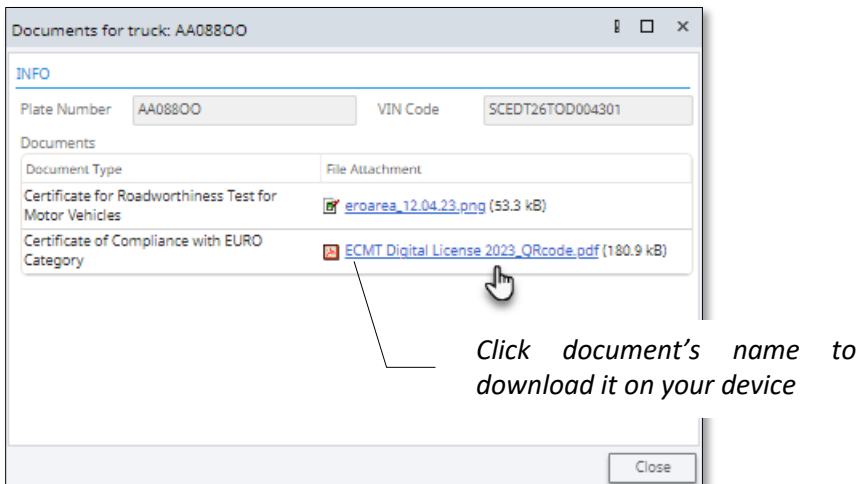 Documents for truck: AA088OO
INFO
Plate Number AA088OO VIN Code SCEDT26TOD004301
Documents
Document Type File Attachment
Certificate for Roadworthiness Test for
Motor Vehicles
eroarea_12.04.23.png (53.3 kB)
Certificate of Compliance with EURO
Category
ECMT Digital License 2023_QRcode.pdf (180.9 kB)
Click document’s name to
download it on your device
Close